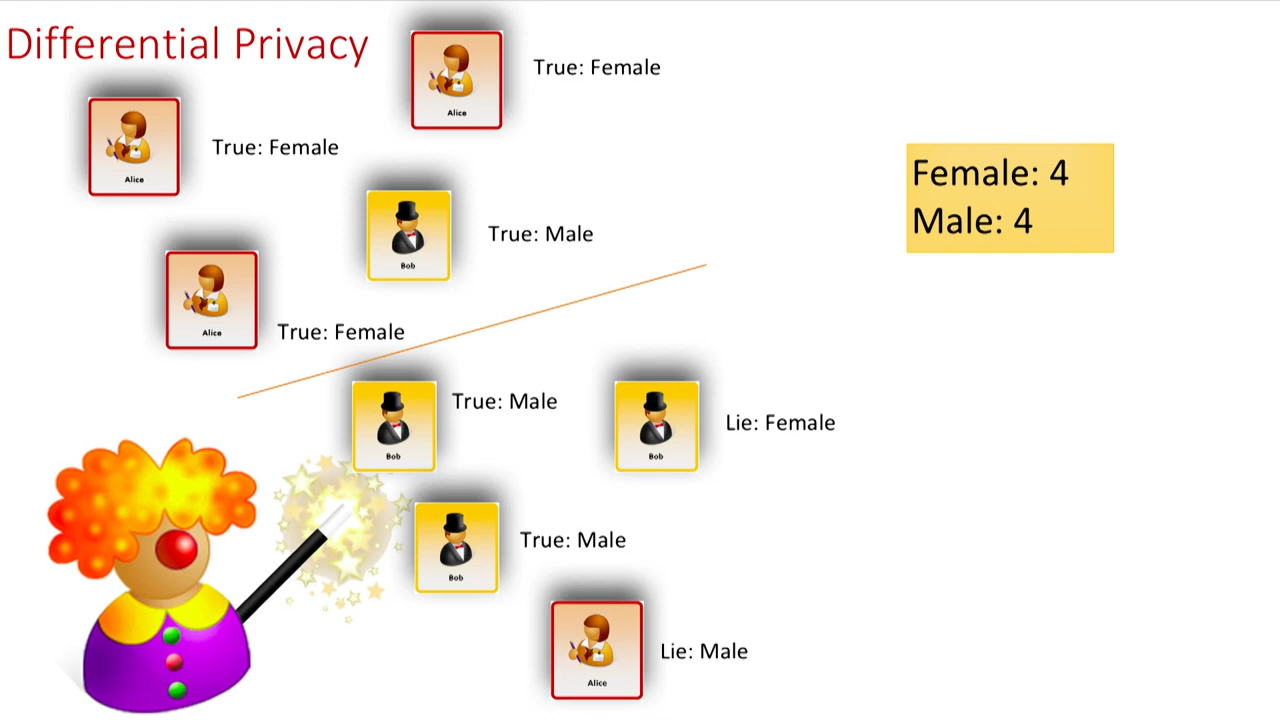 Differential Privacy
Alice
True: Female
Alice
True: Female
Female: 4
Male: 4
Bob
True: Male
Alice
True: Female
Bob
True: Male
Bob
Lie: Female
Bob
True: Male
Alice
Lie: Male